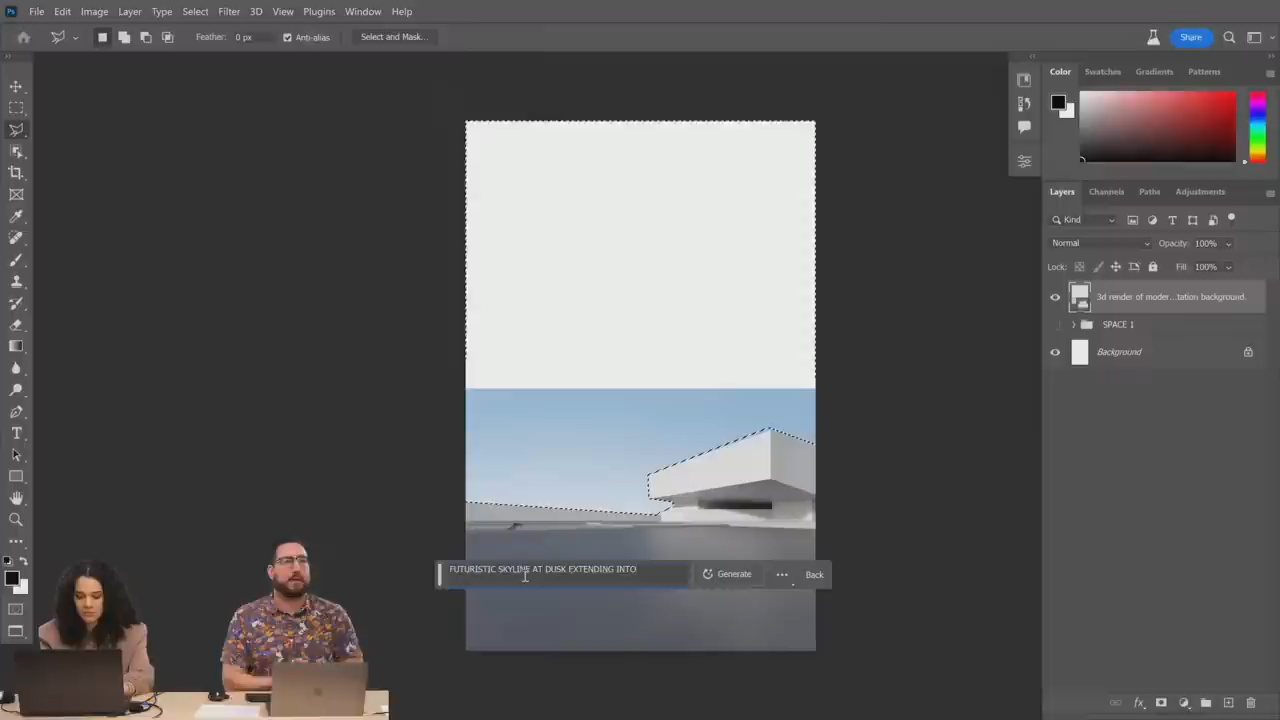 Ps File Edit Image Layer Type Select Filter 3D View Plugins Window Help
Feather: 0 px Anti-alias Select and Mask... Share
Color Swatches Gradients Patterns
Layers Channels Paths Adjustments
Kind
Normal Opacity: 100%
Lock: Fill: 100%
3d render of moder...tation background.
SPACE 1
Background
FUTURISTIC SKYLINE AT DUSK EXTENDING INTO Generate ... Back
fx